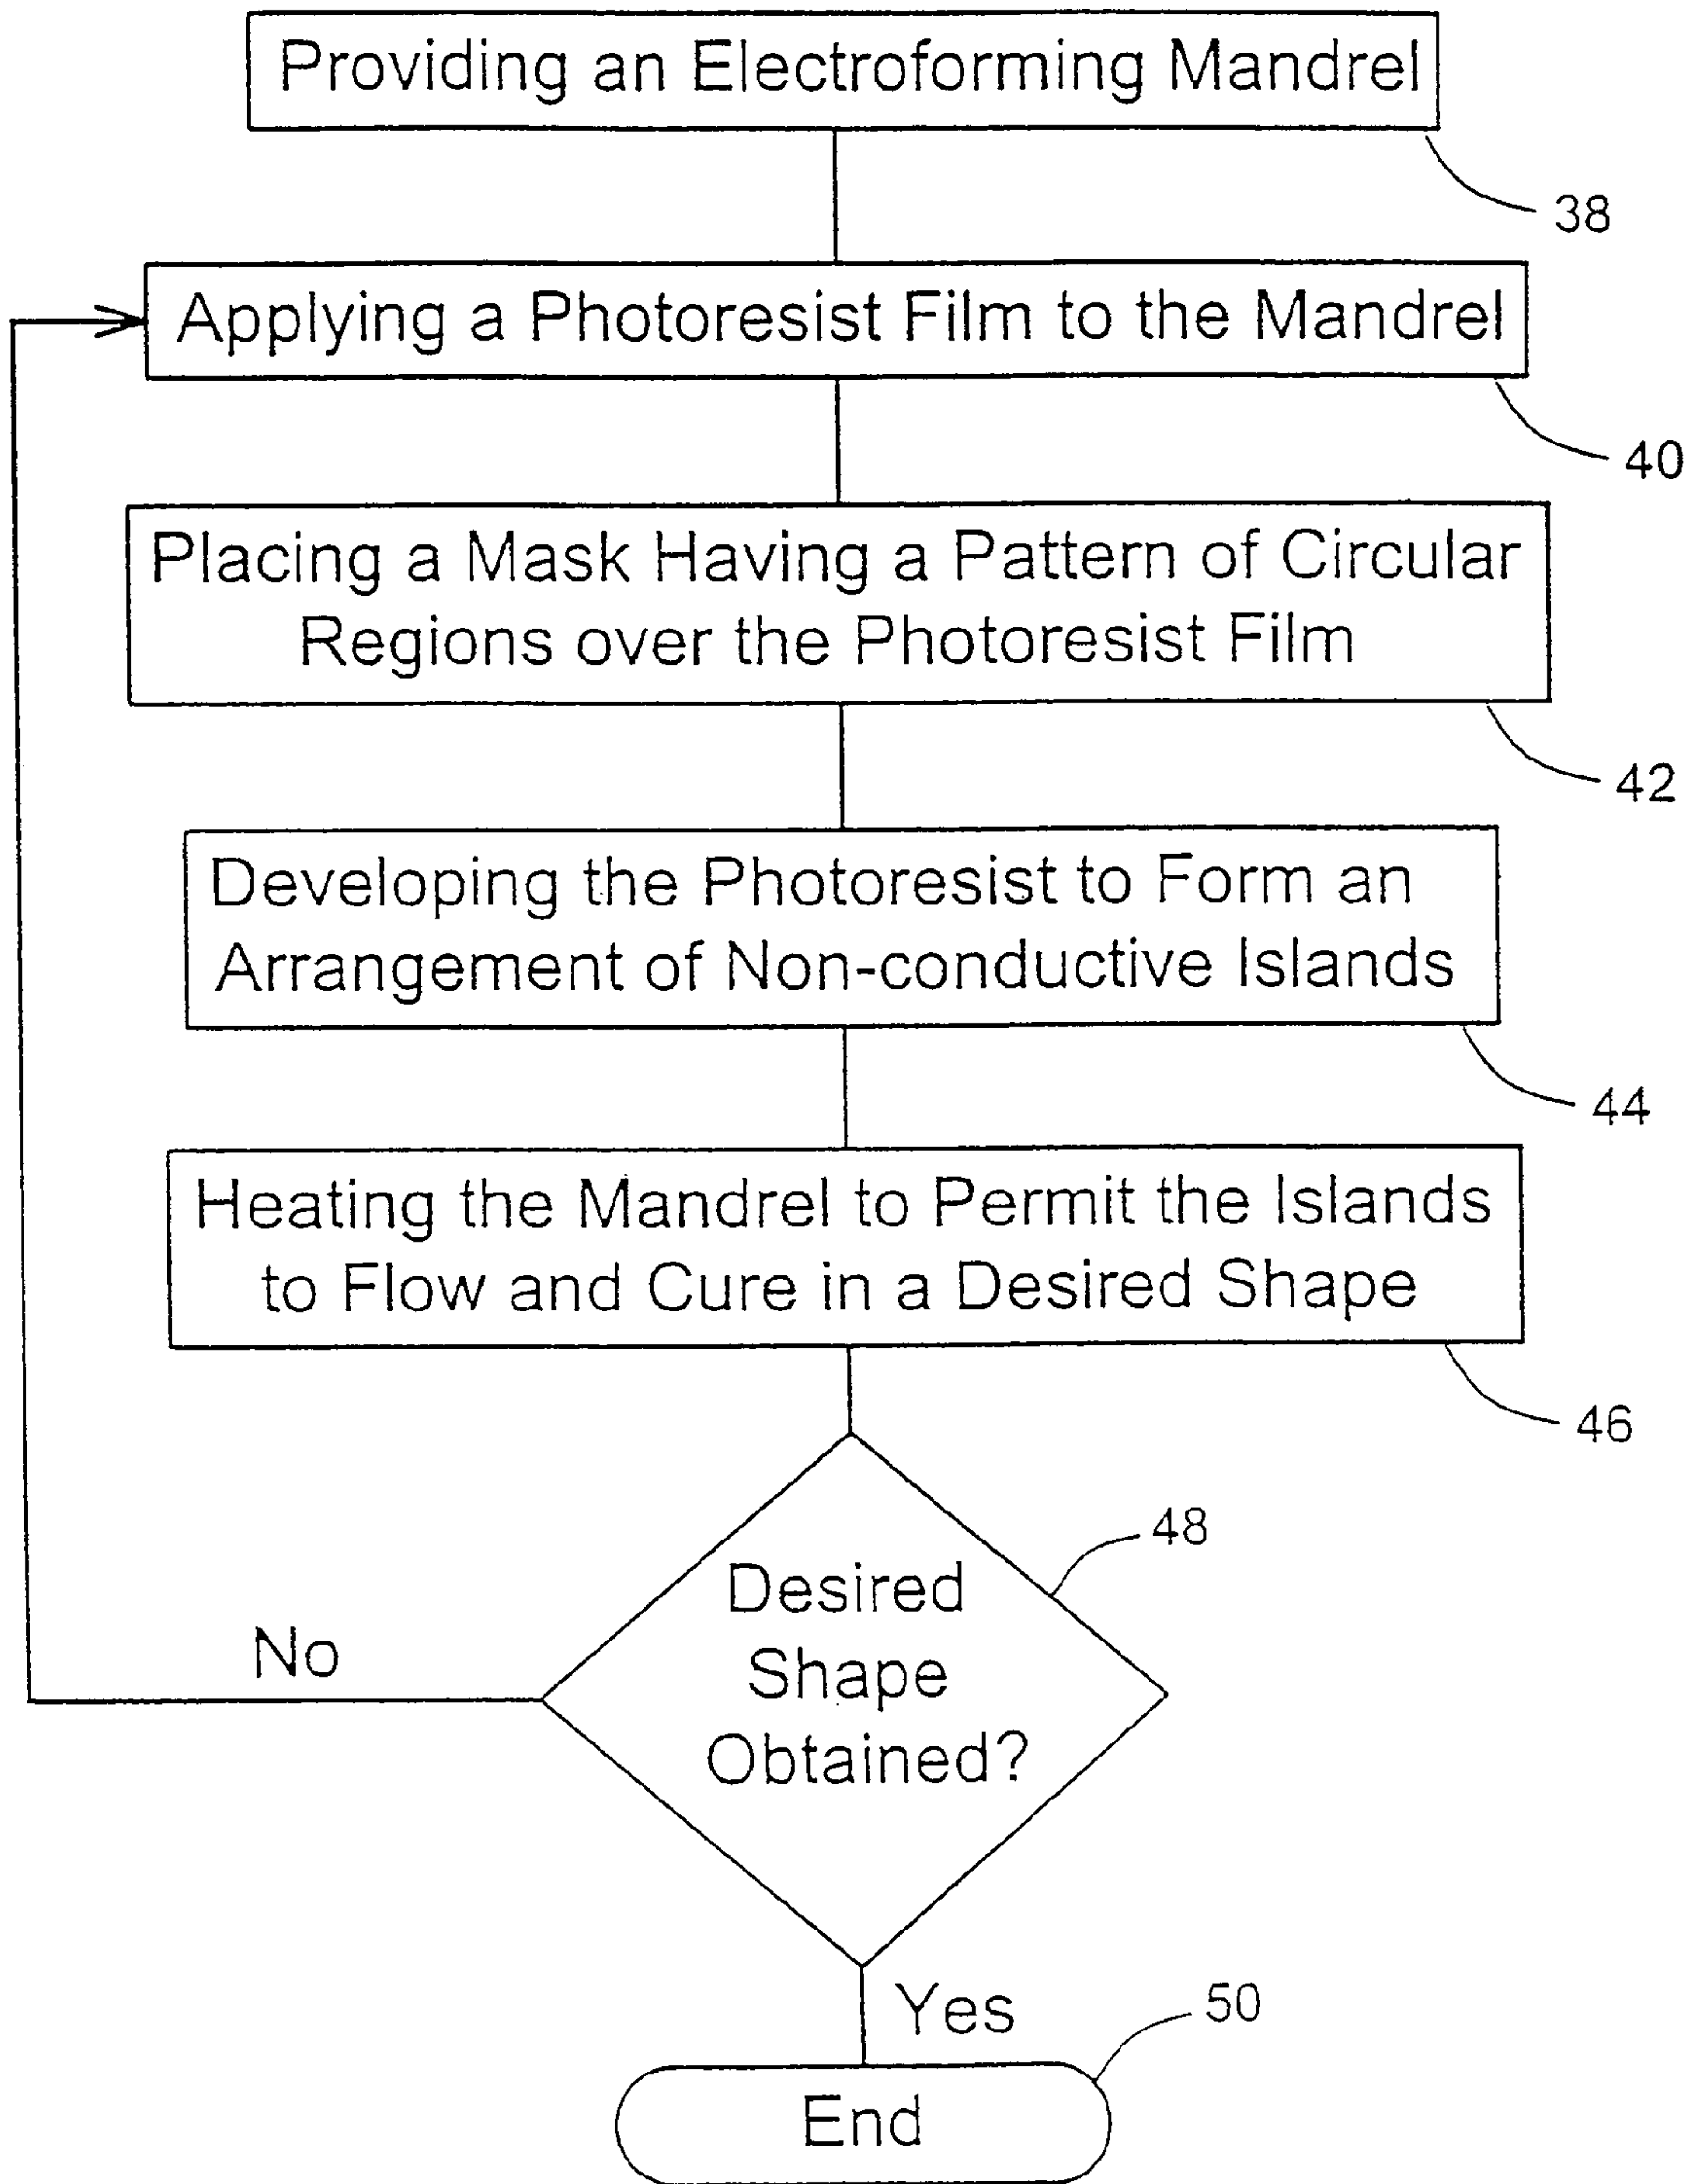 Providing an Electroforming Mandrel
38
Applying a Photoresist Film to the Mandrel
40
Placing a Mask Having a Pattern of Circular
Regions over the Photoresist Film
42
Developing the Photoresist to Form an
Arrangement of Non-conductive Islands
44
Heating the Mandrel to Permit the Islands
to Flow and Cure in a Desired Shape
46
48
Desired
Shape
Obtained?
No
Yes
50
End